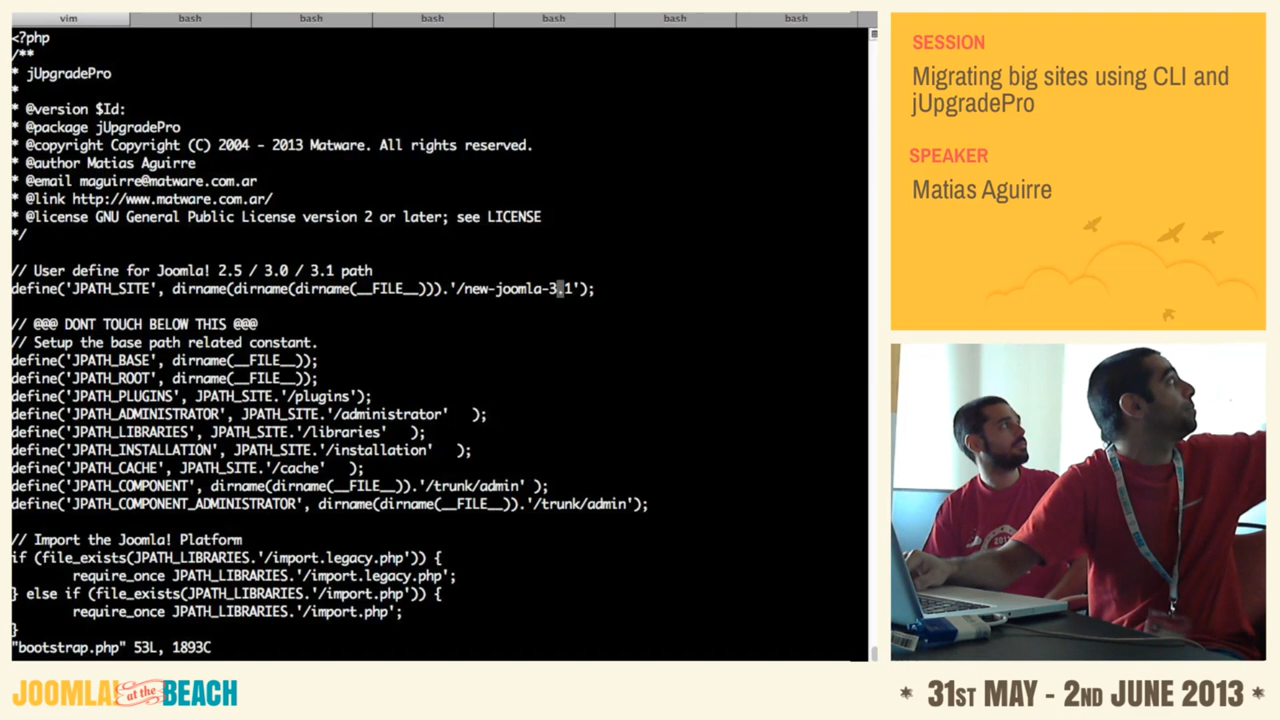 vim
bash
bash
bash
bash
bash
bash
<?php
/**
* jUpgradePro
*
* @version $Id:
* @package jUpgradePro
* @copyright Copyright (C) 2004 - 2013 Matware. All rights reserved.
* @author Matias Aguirre
* @email maguirre@matware.com.ar
* @link http://www.matware.com.ar/
* @license GNU General Public License version 2 or later; see LICENSE
*/
// User define for Joomla! 2.5 / 3.0 / 3.1 path
define('JPATH_SITE', dirname(dirname(dirname(__FILE__))).'/new-joomla-3.1');
// @@@ DONT TOUCH BELOW THIS @@@
// Setup the base path related constant.
define('JPATH_BASE', dirname(__FILE__));
define('JPATH_ROOT', dirname(__FILE__));
define('JPATH_PLUGINS', JPATH_SITE.'/plugins');
define('JPATH_ADMINISTRATOR', JPATH_SITE.'/administrator'   );
define('JPATH_LIBRARIES', JPATH_SITE.'/libraries'   );
define('JPATH_INSTALLATION', JPATH_SITE.'/installation'   );
define('JPATH_CACHE', JPATH_SITE.'/cache'   );
define('JPATH_COMPONENT', dirname(dirname(__FILE__)).'/trunk/admin' );
define('JPATH_COMPONENT_ADMINISTRATOR', dirname(dirname(__FILE__)).'/trunk/admin');
// Import the Joomla! Platform
if (file_exists(JPATH_LIBRARIES.'/import.legacy.php')) {
        require_once JPATH_LIBRARIES.'/import.legacy.php';
} else if (file_exists(JPATH_LIBRARIES.'/import.php')) {
        require_once JPATH_LIBRARIES.'/import.php';
}
"bootstrap.php" 53L, 1893C
SESSION
Migrating big sites using CLI and
jUpgradePro
SPEAKER
Matias Aguirre
JOOMLA! at the BEACH
* 31ST MAY - 2ND JUNE 2013 *